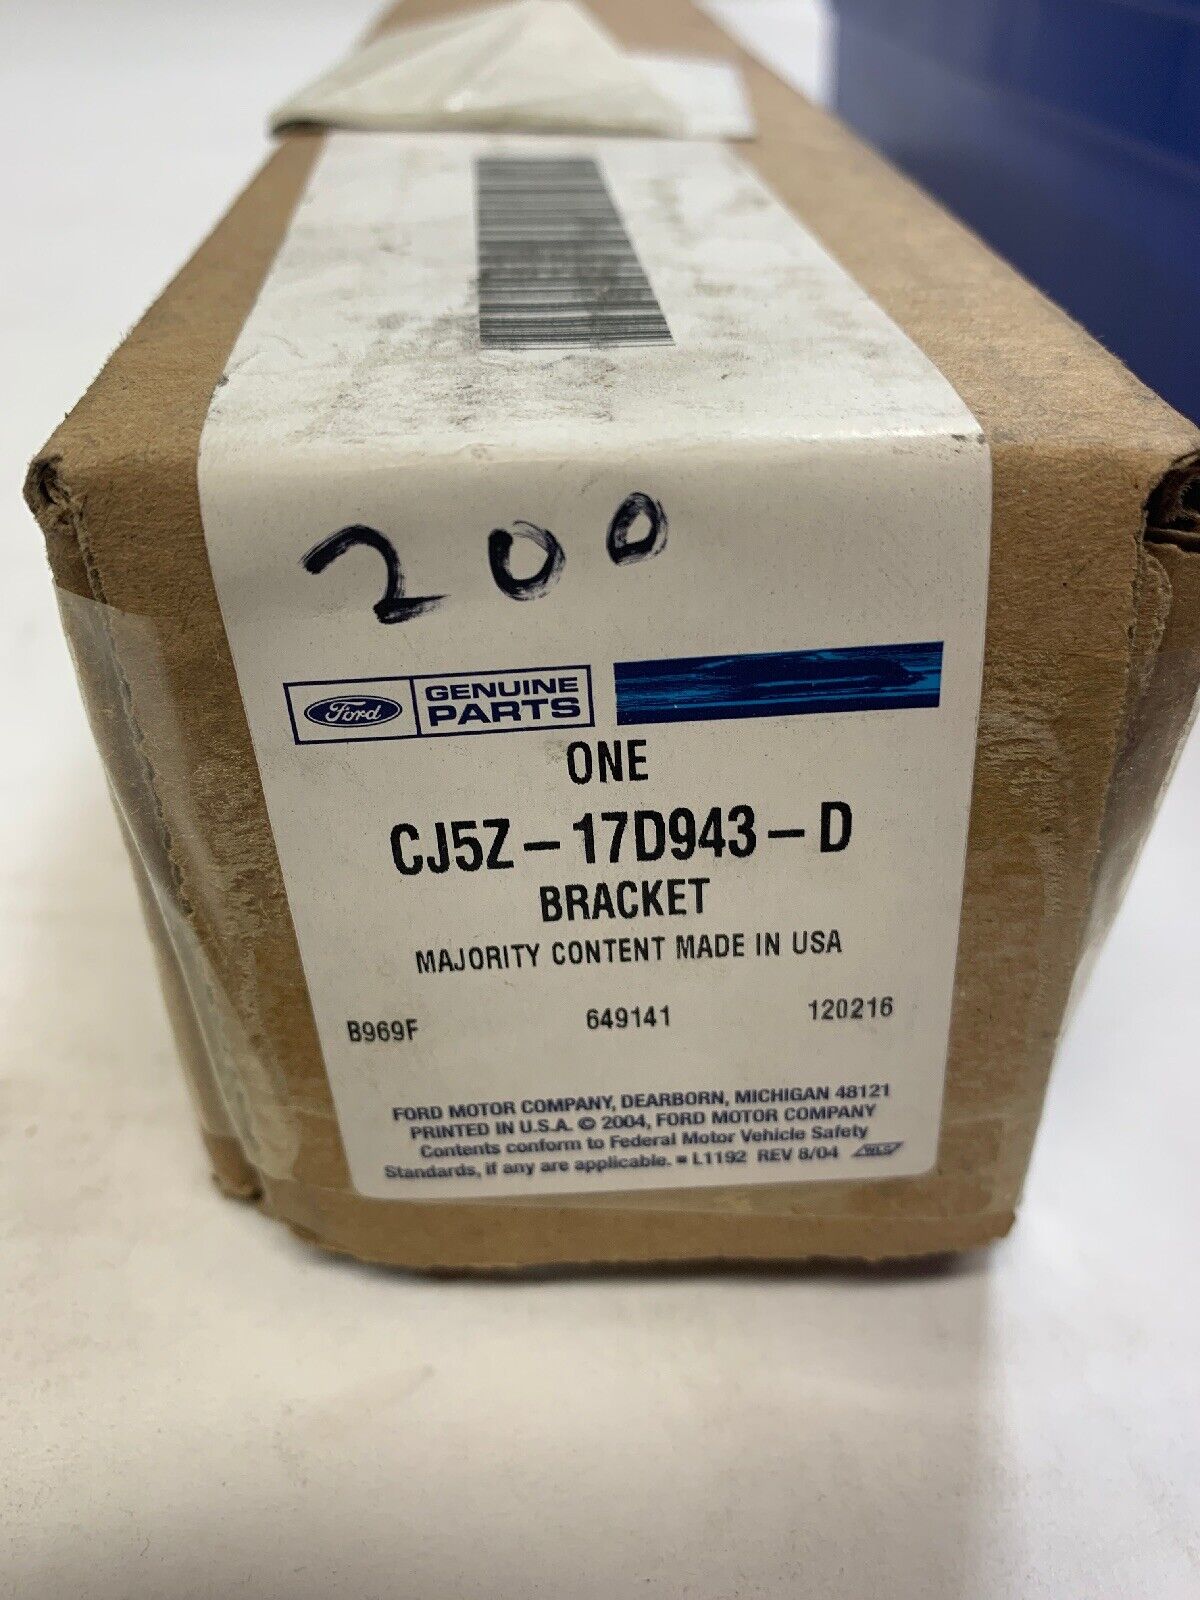 200
Ford GENUINE PARTS
ONE
CJ5Z-17D943-D
BRACKET
MAJORITY CONTENT MADE IN USA
B969F 649141 120216
FORD MOTOR COMPANY, DEARBORN, MICHIGAN 48121
PRINTED IN U.S.A. © 2004, FORD MOTOR COMPANY
Contents conform to Federal Motor Vehicle Safety
Standards, if any are applicable. L1192 REV 8/04 WLS